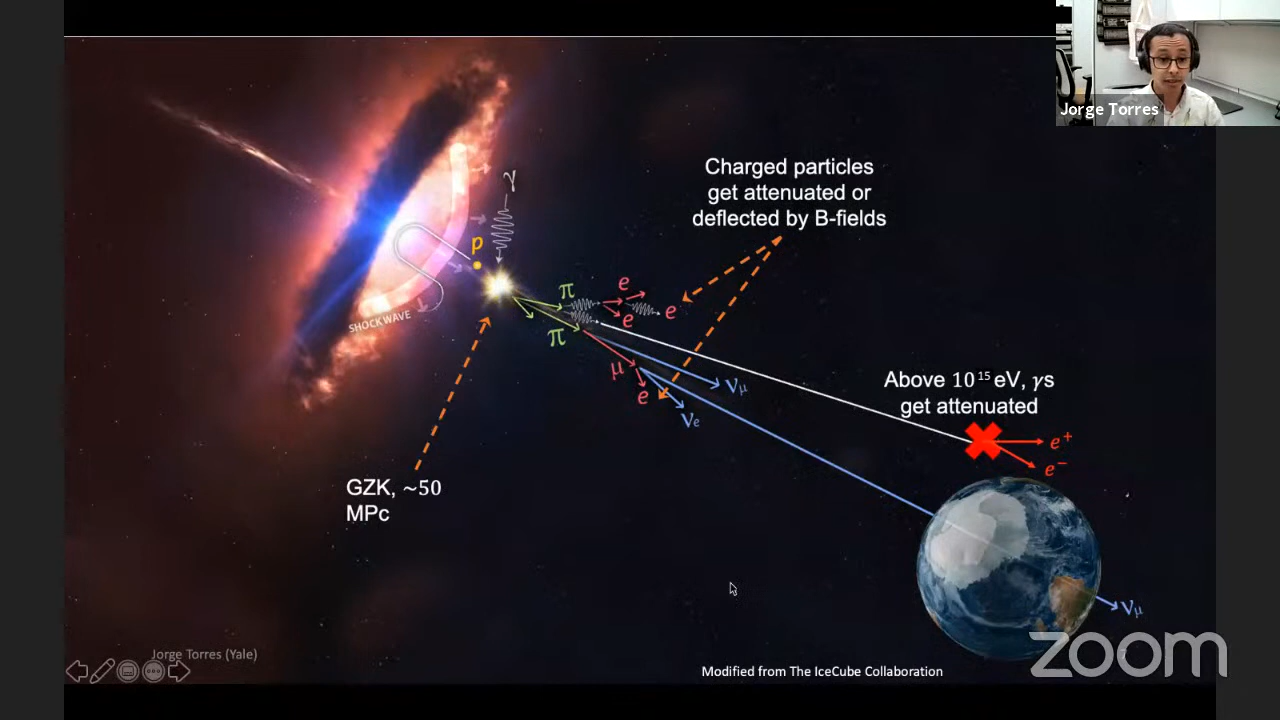 Jorge Torres
γ
Charged particles
get attenuated or
deflected by B-fields
p
SHOCKWAVE
π
e
e
e
π
μ
e
νμ
νe
Above 10¹⁵ eV, γs
get attenuated
e⁺
e⁻
GZK, ~50
MPc
νμ
Jorge Torres (Yale)
zoom
Modified from The IceCube Collaboration